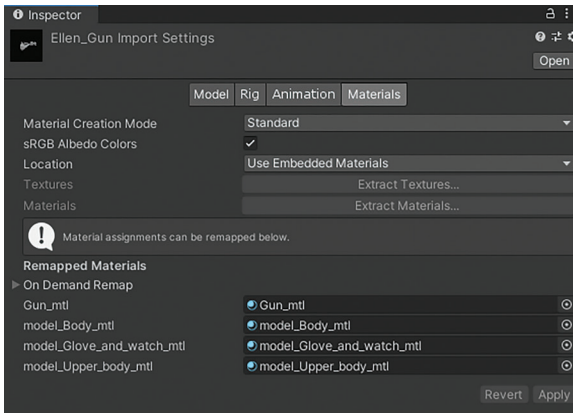 Inspector
Ellen_Gun Import Settings
Open
Model Rig Animation Materials
Material Creation Mode Standard
sRGB Albedo Colors
Location Use Embedded Materials
Textures Extract Textures...
Materials Extract Materials...
Material assignments can be remapped below.
Remapped Materials
On Demand Remap
Gun_mtl Gun_mtl
model_Body_mtl model_Body_mtl
model_Glove_and_watch_mtl model_Glove_and_watch_mtl
model_Upper_body_mtl model_Upper_body_mtl
Revert Apply